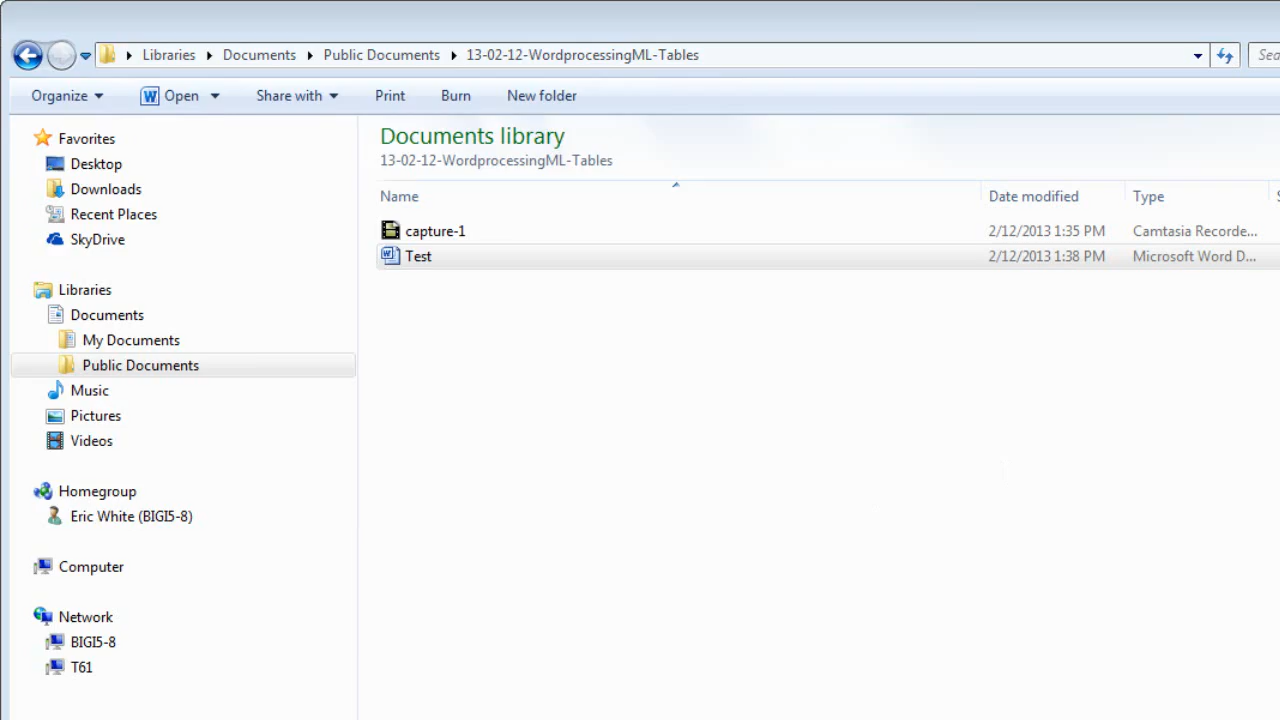 Libraries Documents Public Documents 13-02-12-WordprocessingML-Tables Sea
Organize Open Share with Print Burn New folder
Favorites
Desktop
Downloads
Recent Places
SkyDrive
Libraries
Documents
My Documents
Public Documents
Music
Pictures
Videos
Homegroup
Eric White (BIGI5-8)
Computer
Network
BIGI5-8
T61
Documents library
13-02-12-WordprocessingML-Tables
Name Date modified Type
capture-1 2/12/2013 1:35 PM Camtasia Recorde...
Test 2/12/2013 1:38 PM Microsoft Word D...